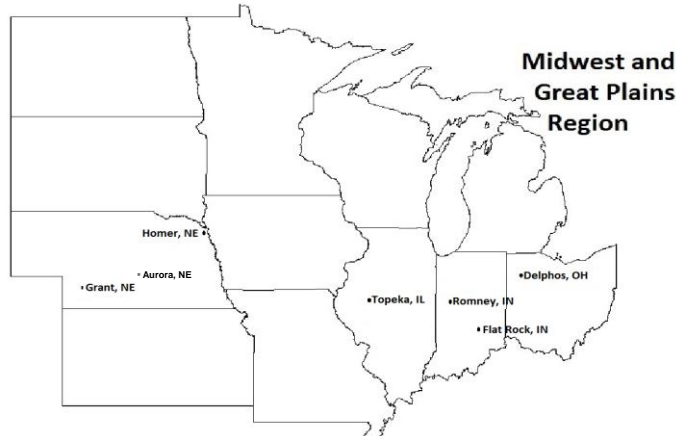 Midwest and
Great Plains
Region
Homer, NE
Aurora, NE
Grant, NE
Topeka, IL
Romney, IN
Flat Rock, IN
Delphos, OH